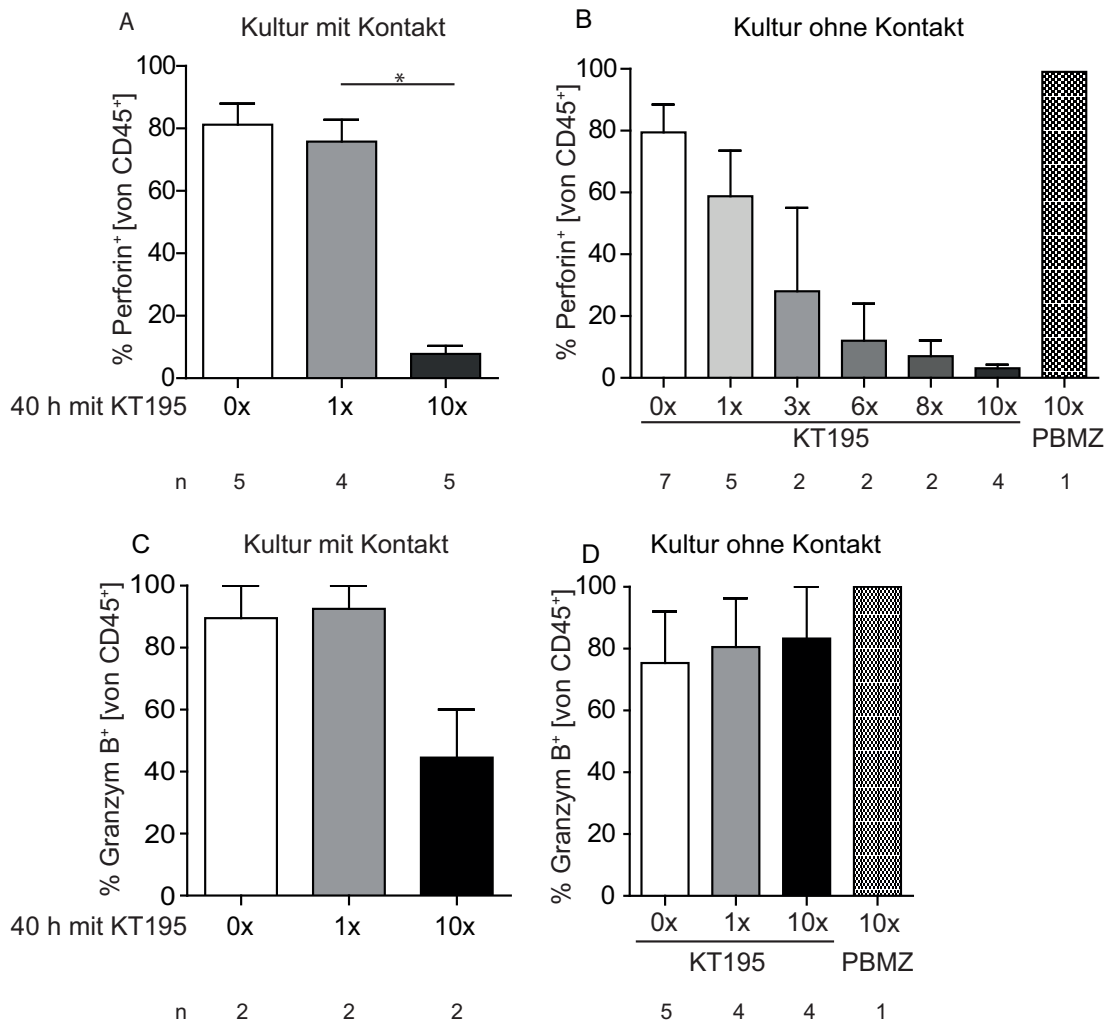 A
Kultur mit Kontakt
% Perforin⁺ [von CD45⁺]
100
80
60
40
20
0
*
40 h mit KT195 0x 1x 10x
n 5 4 5
B
Kultur ohne Kontakt
% Perforin⁺ [von CD45⁺]
100
80
60
40
20
0
0x 1x 3x 6x 8x 10x 10x
KT195 PBMZ
7 5 2 2 2 4 1
C
Kultur mit Kontakt
% Granzym B⁺ [von CD45⁺]
100
80
60
40
20
0
40 h mit KT195 0x 1x 10x
n 2 2 2
D
Kultur ohne Kontakt
% Granzym B⁺ [von CD45⁺]
100
80
60
40
20
0
0x 1x 10x 10x
KT195 PBMZ
5 4 4 1